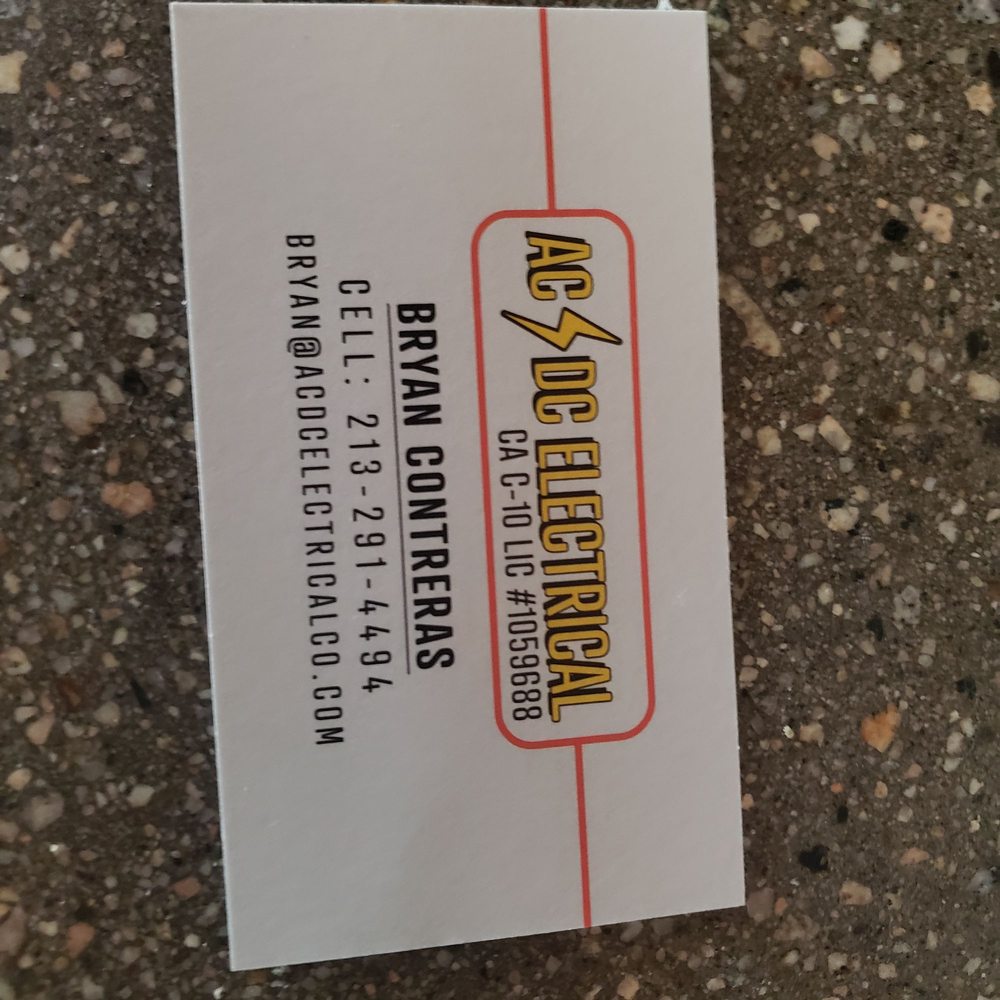 AC DC ELECTRICAL
CA C-10 LIC #1059688
BRYAN CONTRERAS
CELL: 213-291-4494
BRYAN@ACDCELECTRICALCO.COM